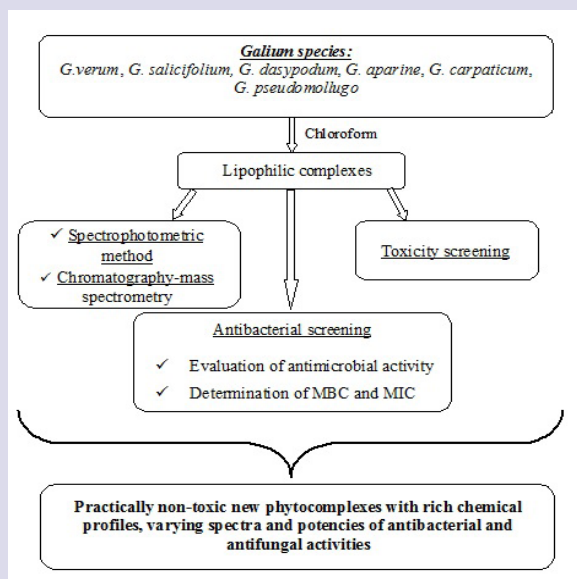 Galium species:
G.verum, G. salicifolium, G. dasypodum, G. aparine, G. carpaticum,
G. pseudomollugo
Chloroform
Lipophilic complexes
✓ Spectrophotometric
method
✓ Chromatography-mass
spectrometry
Toxicity screening
Antibacterial screening
✓ Evaluation of antimicrobial activity
✓ Determination of MBC and MIC
Practically non-toxic new phytocomplexes with rich chemical
profiles, varying spectra and potencies of antibacterial and
antifungal activities